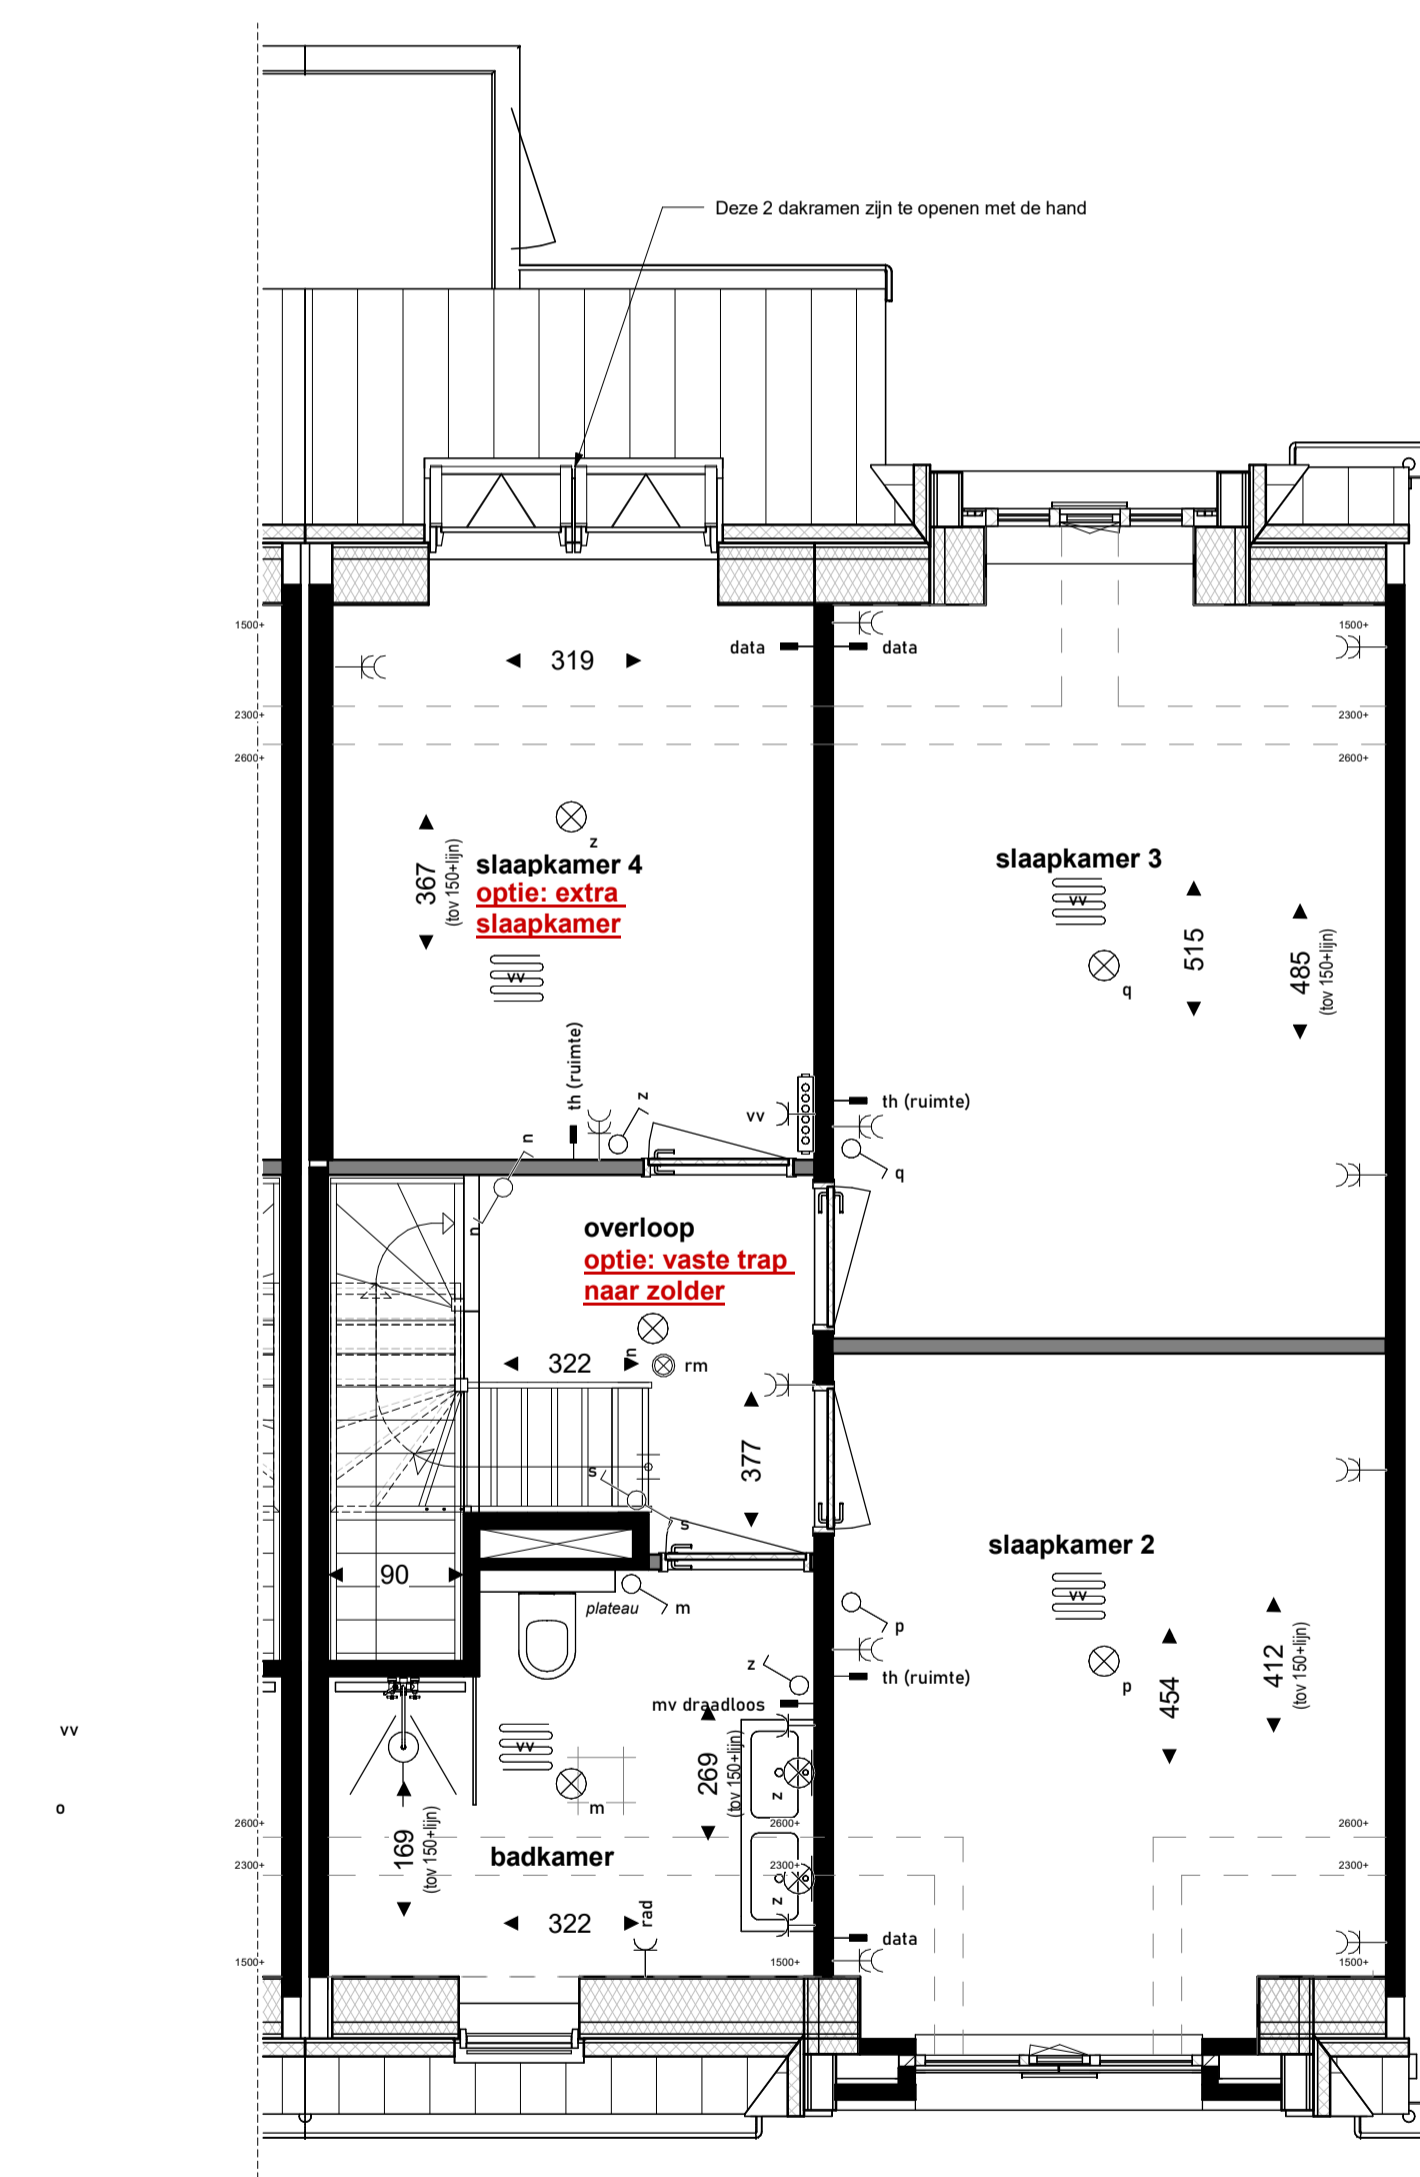 Deze 2 dakramen zijn te openen met de hand
1500+
data
data
1500+
319
2300+
2300+
2600+
2600+
z
slaapkamer 4
optie: extra
slaapkamer
367
(tov 150+lijn)
vv
slaapkamer 3
vv
515
485
(tov 150+lijn)
q
th (ruimte)
z
vv
th (ruimte)
n
q
n
overloop
optie: vaste trap
naar zolder
n
322
rm
377
s
s
slaapkamer 2
90
plateau
m
vv
p
412
(tov 150+lijn)
z
th (ruimte)
p
454
mv draadloos
vv
vv
269
(tov 150+lijn)
z
m
o
169
(tov 150+lijn)
2600+
2600+
2600+
badkamer
2300+
2300+
2300+
z
322
rad
data
1500+
1500+
1500+